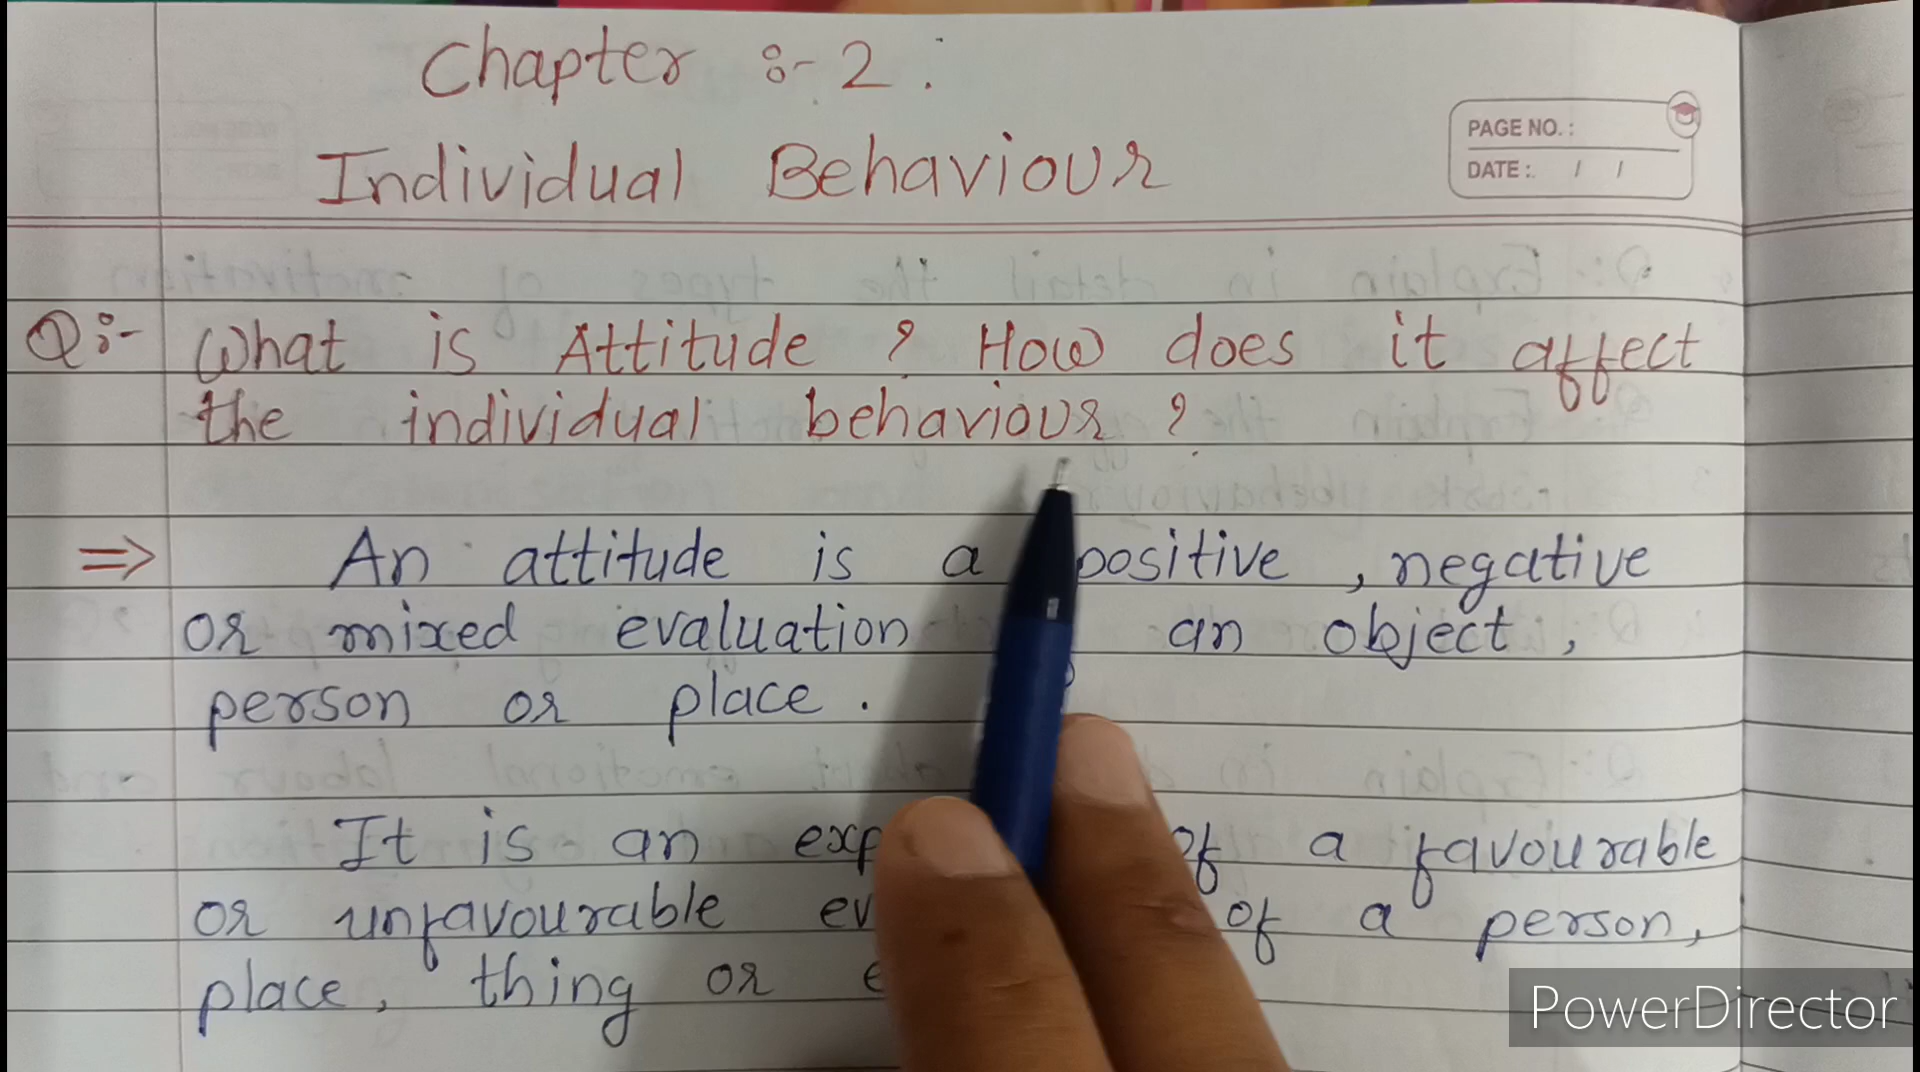 Chapter :- 2 :
Individual Behaviour
PAGE NO. :
DATE : / /
Q:- What is Attitude ? How does it affect
the individual behaviour ?
⇒ An attitude is a positive , negative
or mixed evaluation an object ,
person or place .
It is an of a favourable
or unfavourable of a person,
place, thing or
PowerDirector